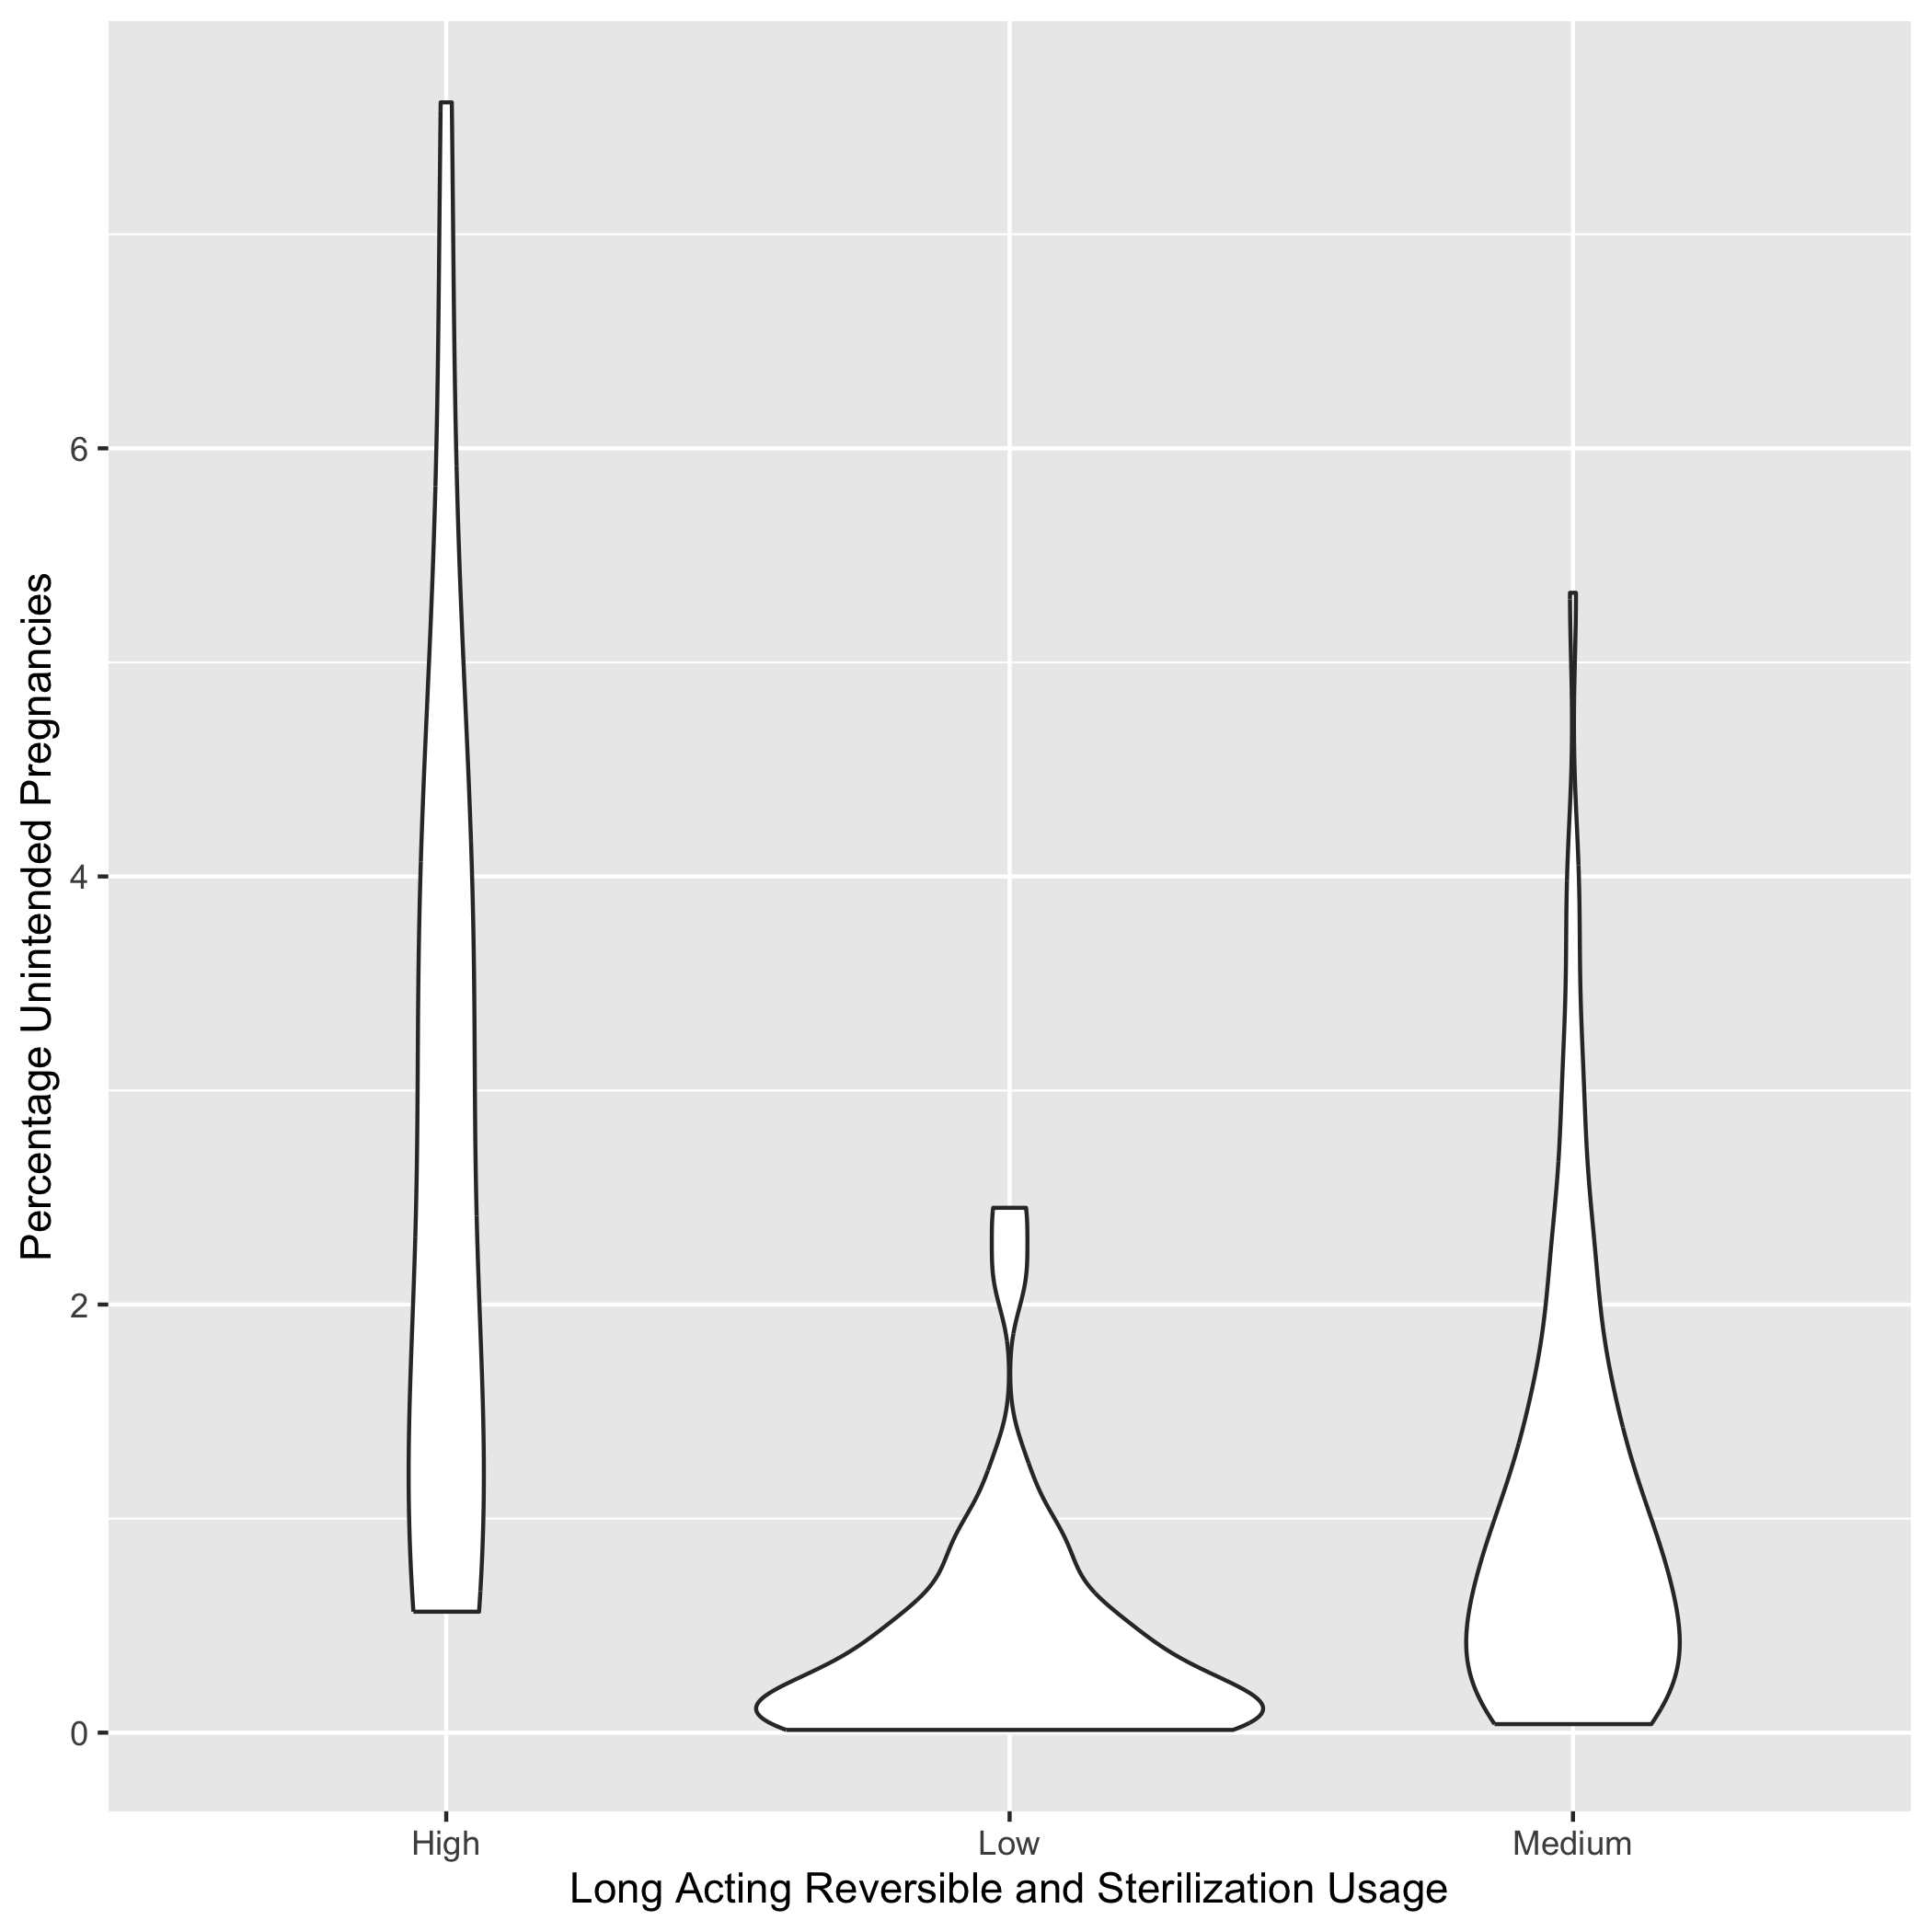 Percentage Unintended Pregnancies
6
4
2
0
High Low Medium
Long Acting Reversible and Sterilization Usage